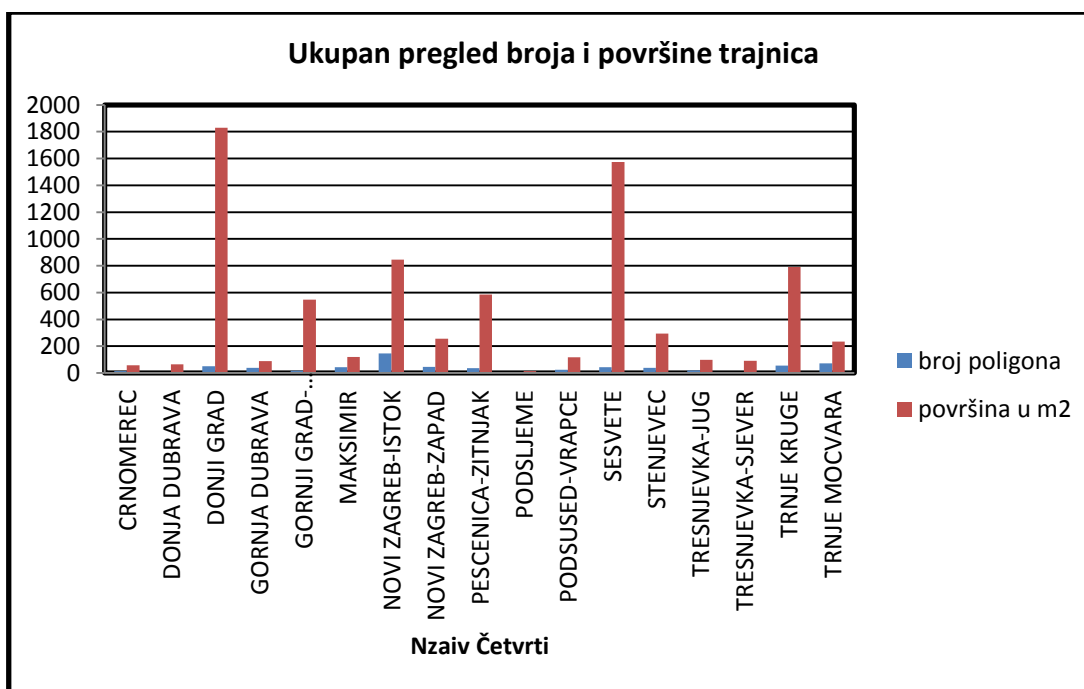 Ukupan pregled broja i površine trajnica
2000
1800
1600
1400
1200
1000
800
600
400
200
0
CRNOMEREC
DONJA DUBRAVA
DONJI GRAD
GORNJA DUBRAVA
GORNJI GRAD-…
MAKSIMIR
NOVI ZAGREB-ISTOK
NOVI ZAGREB-ZAPAD
PESCENICA-ZITNJAK
PODSLJEME
PODSUSED-VRAPCE
SESVETE
STENJEVEC
TRESNJEVKA-JUG
TRESNJEVKA-SJEVER
TRNJE KRUGE
TRNJE MOCVARA
Nzaiv Četvrti
broj poligona
površina u m2